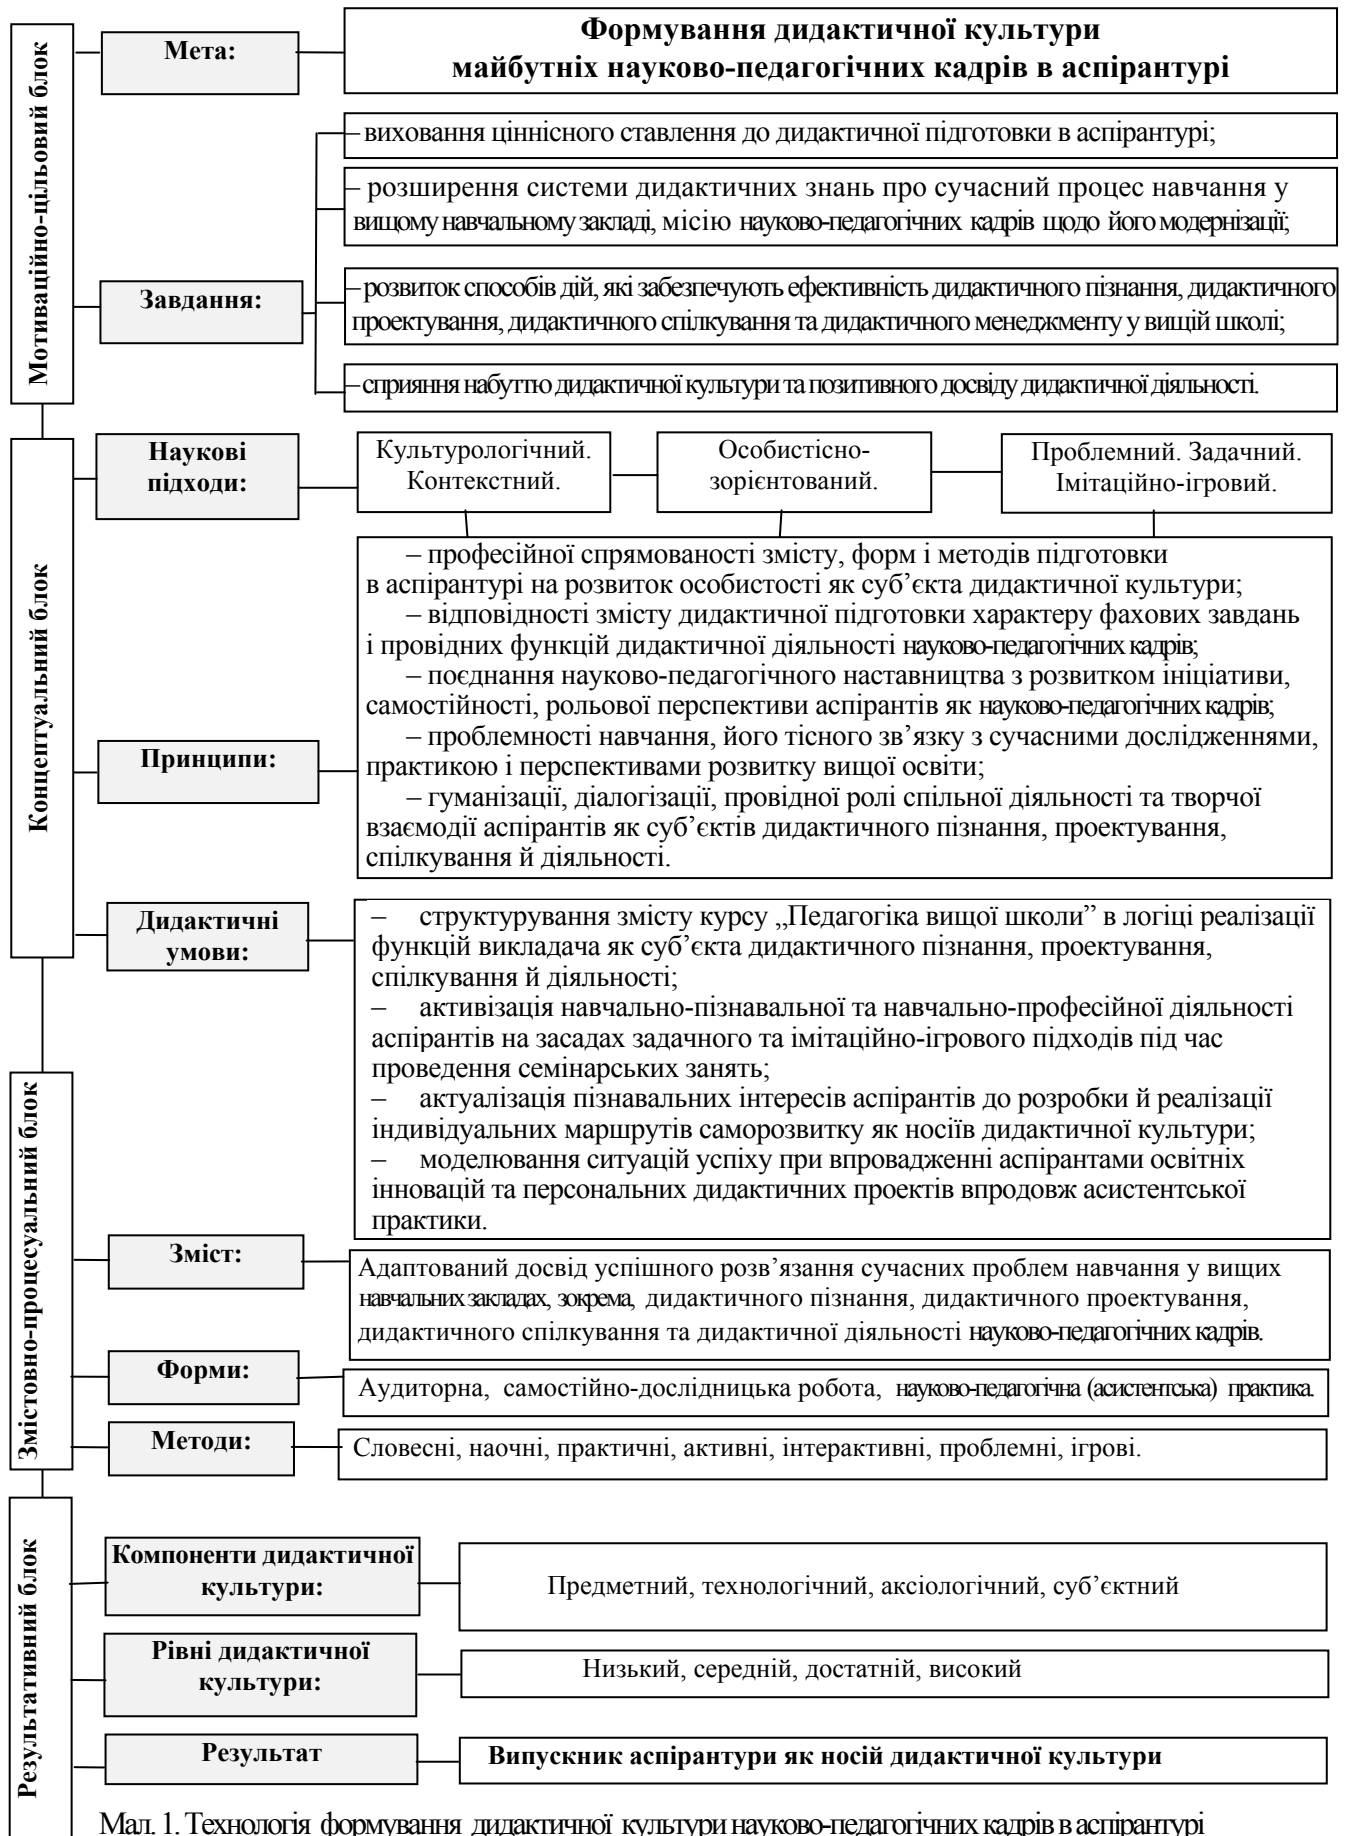 Мотиваційно-цільовий блок
Мета:
Формування дидактичної культури
майбутніх науково-педагогічних кадрів в аспірантурі
Завдання:
– виховання ціннісного ставлення до дидактичної підготовки в аспірантурі;
– розширення системи дидактичних знань про сучасний процес навчання у
вищому навчальному закладі, місію науково-педагогічних кадрів щодо його модернізації;
– розвиток способів дій, які забезпечують ефективність дидактичного пізнання, дидактичного
проектування, дидактичного спілкування та дидактичного менеджменту у вищій школі;
– сприяння набуттю дидактичної культури та позитивного досвіду дидактичної діяльності.
Концептуальний блок
Наукові
підходи:
Культурологічний.
Контекстний.
Особистісно-
зорієнтований.
Проблемний. Задачний.
Імітаційно-ігровий.
Принципи:
– професійної спрямованості змісту, форм і методів підготовки
в аспірантурі на розвиток особистості як суб’єкта дидактичної культури;
– відповідності змісту дидактичної підготовки характеру фахових завдань
і провідних функцій дидактичної діяльності науково-педагогічних кадрів;
– поєднання науково-педагогічного наставництва з розвитком ініціативи,
самостійності, рольової перспективи аспірантів як науково-педагогічних кадрів;
– проблемності навчання, його тісного зв’язку з сучасними дослідженнями,
практикою і перспективами розвитку вищої освіти;
– гуманізації, діалогізації, провідної ролі спільної діяльності та творчої
взаємодії аспірантів як суб’єктів дидактичного пізнання, проектування,
спілкування й діяльності.
Дидактичні
умови:
– структурування змісту курсу „Педагогіка вищої школи” в логіці реалізації
функцій викладача як суб’єкта дидактичного пізнання, проектування,
спілкування й діяльності;
– активізація навчально-пізнавальної та навчально-професійної діяльності
аспірантів на засадах задачного та імітаційно-ігрового підходів під час
проведення семінарських занять;
– актуалізація пізнавальних інтересів аспірантів до розробки й реалізації
індивідуальних маршрутів саморозвитку як носіїв дидактичної культури;
– моделювання ситуацій успіху при впровадженні аспірантами освітніх
інновацій та персональних дидактичних проектів впродовж асистентської
практики.
Змістовно-процесуальний блок
Зміст:
Адаптований досвід успішного розв’язання сучасних проблем навчання у вищих
навчальних закладах, зокрема, дидактичного пізнання, дидактичного проектування,
дидактичного спілкування та дидактичної діяльності науково-педагогічних кадрів.
Форми:
Аудиторна, самостійно-дослідницька робота, науково-педагогічна (асистентська) практика.
Методи:
Словесні, наочні, практичні, активні, інтерактивні, проблемні, ігрові.
Результативний блок
Компоненти дидактичної
культури:
Предметний, технологічний, аксіологічний, суб’єктний
Рівні дидактичної
культури:
Низький, середній, достатній, високий
Результат
Випускник аспірантури як носій дидактичної культури
Мал. 1. Технологія формування дидактичної культури науково-педагогічних кадрів в аспірантурі